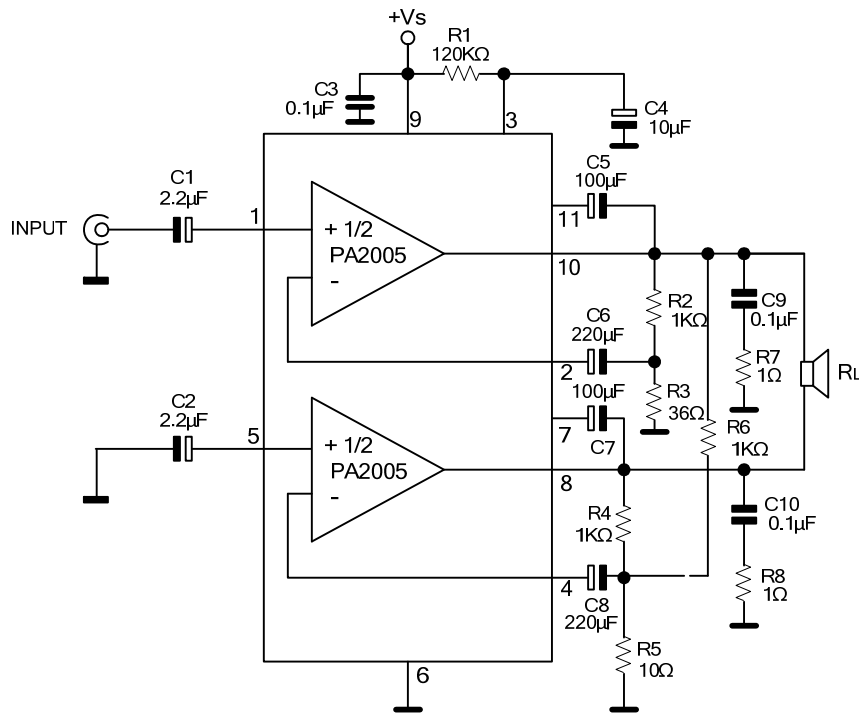 +Vs
R1
120KΩ
C3
0.1μF
9
3
C4
10μF
C1
2.2μF
INPUT
1
+ 1/2
PA2005
-
C5
100μF
11
10
R2
1KΩ
C9
0.1μF
C6
220μF
2
R7
1Ω
RL
R3
36Ω
100μF
C2
2.2μF
5
+ 1/2
PA2005
-
7
C7
R6
1KΩ
8
R4
1KΩ
C10
0.1μF
4
C8
220μF
R8
1Ω
R5
10Ω
6